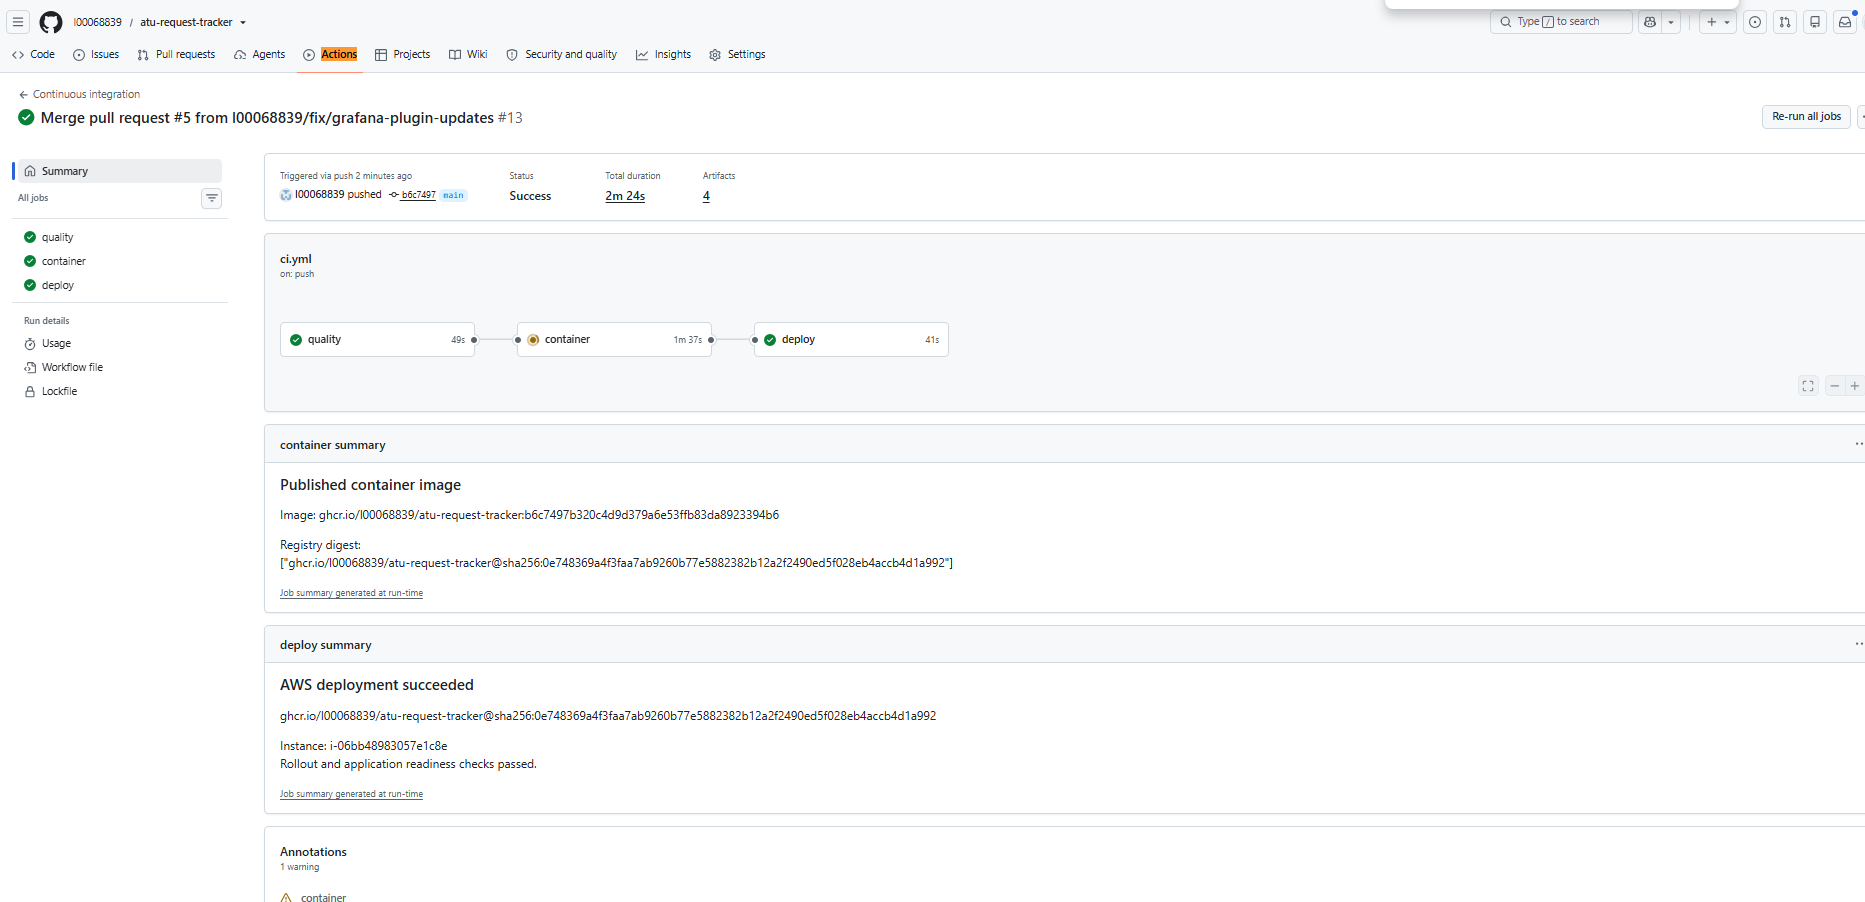 l00068839 / atu-request-tracker
Type / to search
Code Issues Pull requests Agents Actions Projects Wiki Security and quality Insights Settings
Continuous integration
Merge pull request #5 from l00068839/fix/grafana-plugin-updates #13
Re-run all jobs
Summary
All jobs
quality
container
deploy
Run details
Usage
Workflow file
Lockfile
Triggered via push 2 minutes ago
l00068839 pushed b6c7497 main
Status
Success
Total duration
2m 24s
Artifacts
4
ci.yml
on: push
quality 49s
container 1m 37s
deploy 41s
container summary
Published container image
Image: ghcr.io/l00068839/atu-request-tracker:b6c7497b320c4d9d379a6e53ffb83da8923394b6
Registry digest:
["ghcr.io/l00068839/atu-request-tracker@sha256:0e748369a4f3faa7ab9260b77e5882382b12a2f2490ed5f028eb4accb4d1a992"]
Job summary generated at run-time
deploy summary
AWS deployment succeeded
ghcr.io/l00068839/atu-request-tracker@sha256:0e748369a4f3faa7ab9260b77e5882382b12a2f2490ed5f028eb4accb4d1a992
Instance: i-06bb48983057e1c8e
Rollout and application readiness checks passed.
Job summary generated at run-time
Annotations
1 warning
container